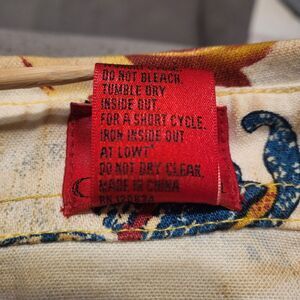 DO NOT BLEACH.
TUMBLE DRY
INSIDE OUT
FOR A SHORT CYCLE.
IRON INSIDE OUT
AT LOWT
DO NOT DRY CLEAN.
MADE IN CHINA